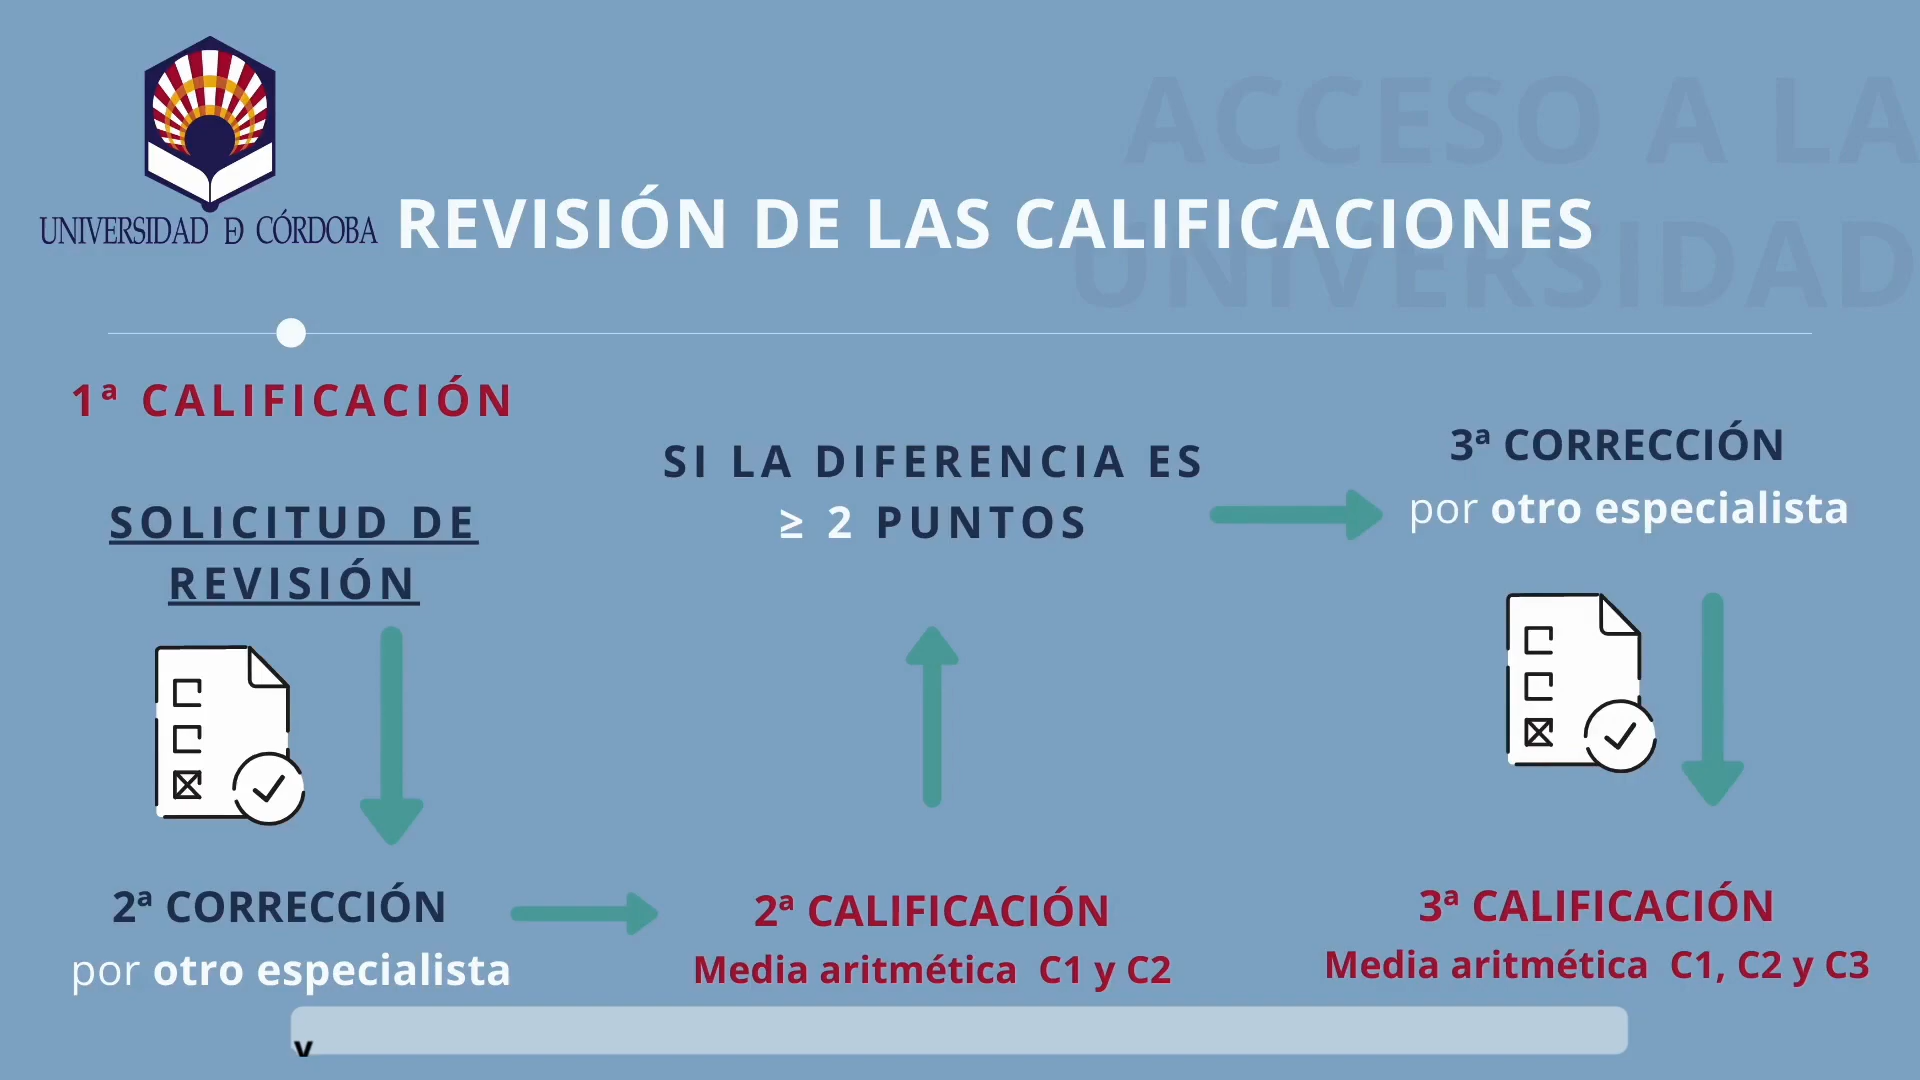 ACCESO A LA
UNIVERSIDAD
UNIVERSIDAD DE CÓRDOBA
REVISIÓN DE LAS CALIFICACIONES
1ª CALIFICACIÓN
SOLICITUD DE
REVISIÓN
2ª CORRECCIÓN
por otro especialista
SI LA DIFERENCIA ES
≥ 2 PUNTOS
2ª CALIFICACIÓN
Media aritmética C1 y C2
3ª CORRECCIÓN
por otro especialista
3ª CALIFICACIÓN
Media aritmética C1, C2 y C3
y